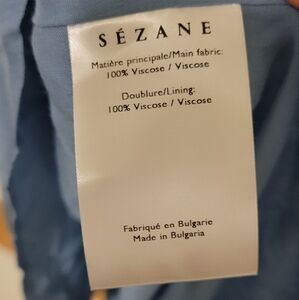 SÉZANE
Matière principale/Main fabric:
100% Viscose / Viscose
Doublure/Lining:
100% Viscose / Viscose
Fabriqué en Bulgarie
Made in Bulgaria